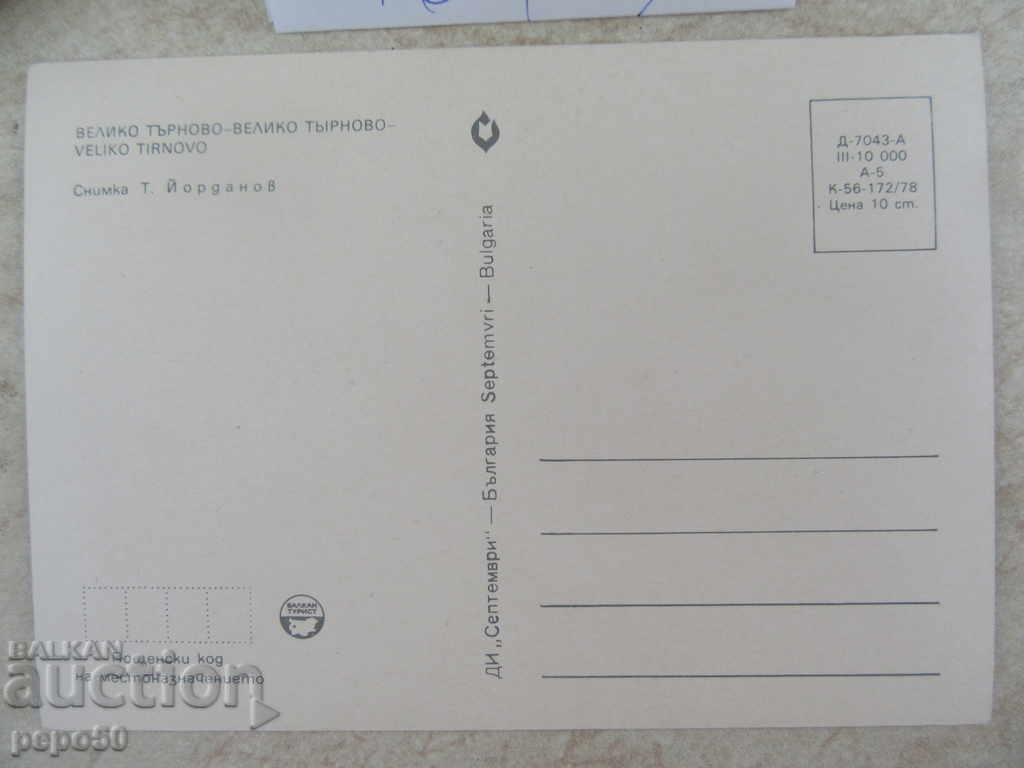 ВЕЛИКО ТЪРНОВО–ВЕЛИКО ТЫРНОВО–
VELIKO TIRNOVO
Снимка Т. Йорданов
Д-7043-А
III-10 000
А-5
К-56-172/78
Цена 10 ст.
ДИ „Септември" — България Septemvri — Bulgaria
БАЛКАН
ТУРИСТ
Пощенски код
на местоназначението
BALKAN
auction
pepo50